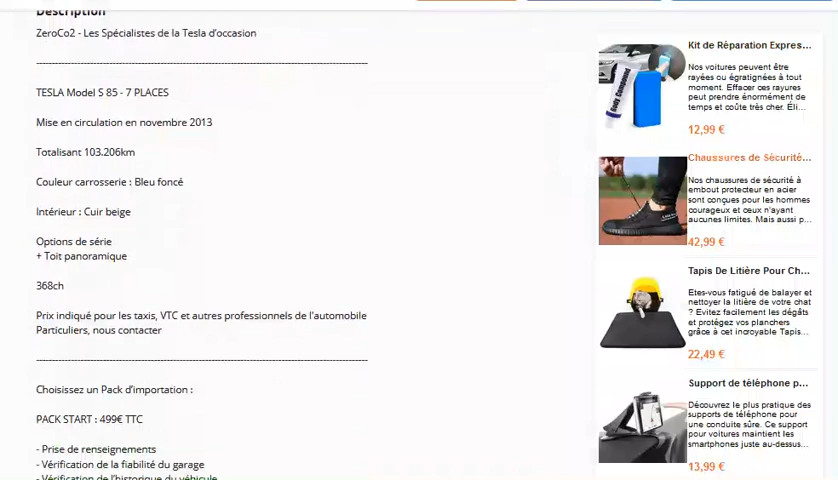 Description
ZeroCo2 - Les Spécialistes de la Tesla d'occasion
TESLA Model S 85 - 7 PLACES
Mise en circulation en novembre 2013
Totalisant 103.206km
Couleur carrosserie : Bleu foncé
Intérieur : Cuir beige
Options de série
+ Toit panoramique
368ch
Prix indiqué pour les taxis, VTC et autres professionnels de l'automobile
Particuliers, nous contacter
Choisissez un Pack d'importation :
PACK START : 499€ TTC
- Prise de renseignements
- Vérification de la fiabilité du garage
- Vérification de l'historique du véhicule
Kit de Réparation Expres...
Nos voitures peuvent être
rayées ou égratignées à tout
moment. Effacer ces rayures
peut prendre énormément de
temps et coûte très cher. Éli...
12,99 €
Chaussures de Sécurité...
Nos chaussures de sécurité à
embout protecteur en acier
sont conçues pour les hommes
courageux et ceux n'ayant
aucunes limites. Mais aussi p...
42,99 €
Tapis De Litière Pour Ch...
Etes-vous fatigué de balayer et
nettoyer la litière de votre chat
? Evitez facilement les dégâts
et protégez vos planchers
grâce à cet incroyable Tapis...
22,49 €
Support de téléphone p...
Découvrez le plus pratique des
supports de téléphone pour
une conduite sûre. Ce support
pour voitures maintient les
smartphones juste au-dessus...
13,99 €
Body Compound